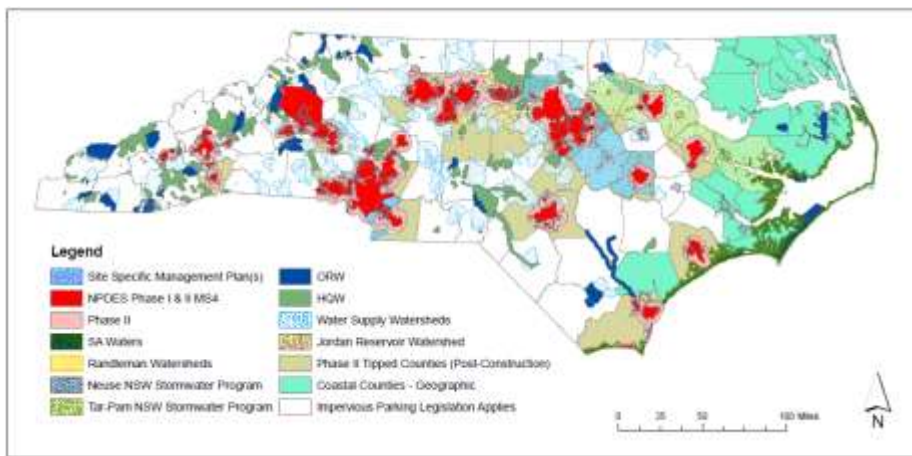 Legend
Site Specific Management Plan(s)
NPDES Phase I & II MS4
Phase II
SA Waters
Randleman Watersheds
Neuse NSW Stormwater Program
Tar-Pam NSW Stormwater Program
ORW
HQW
Water Supply Watersheds
Jordan Reservoir Watershed
Phase II Tipped Counties (Post-Construction)
Coastal Counties - Geographic
Impervious Parking Legislation Applies
0 25 50 100 Miles
N